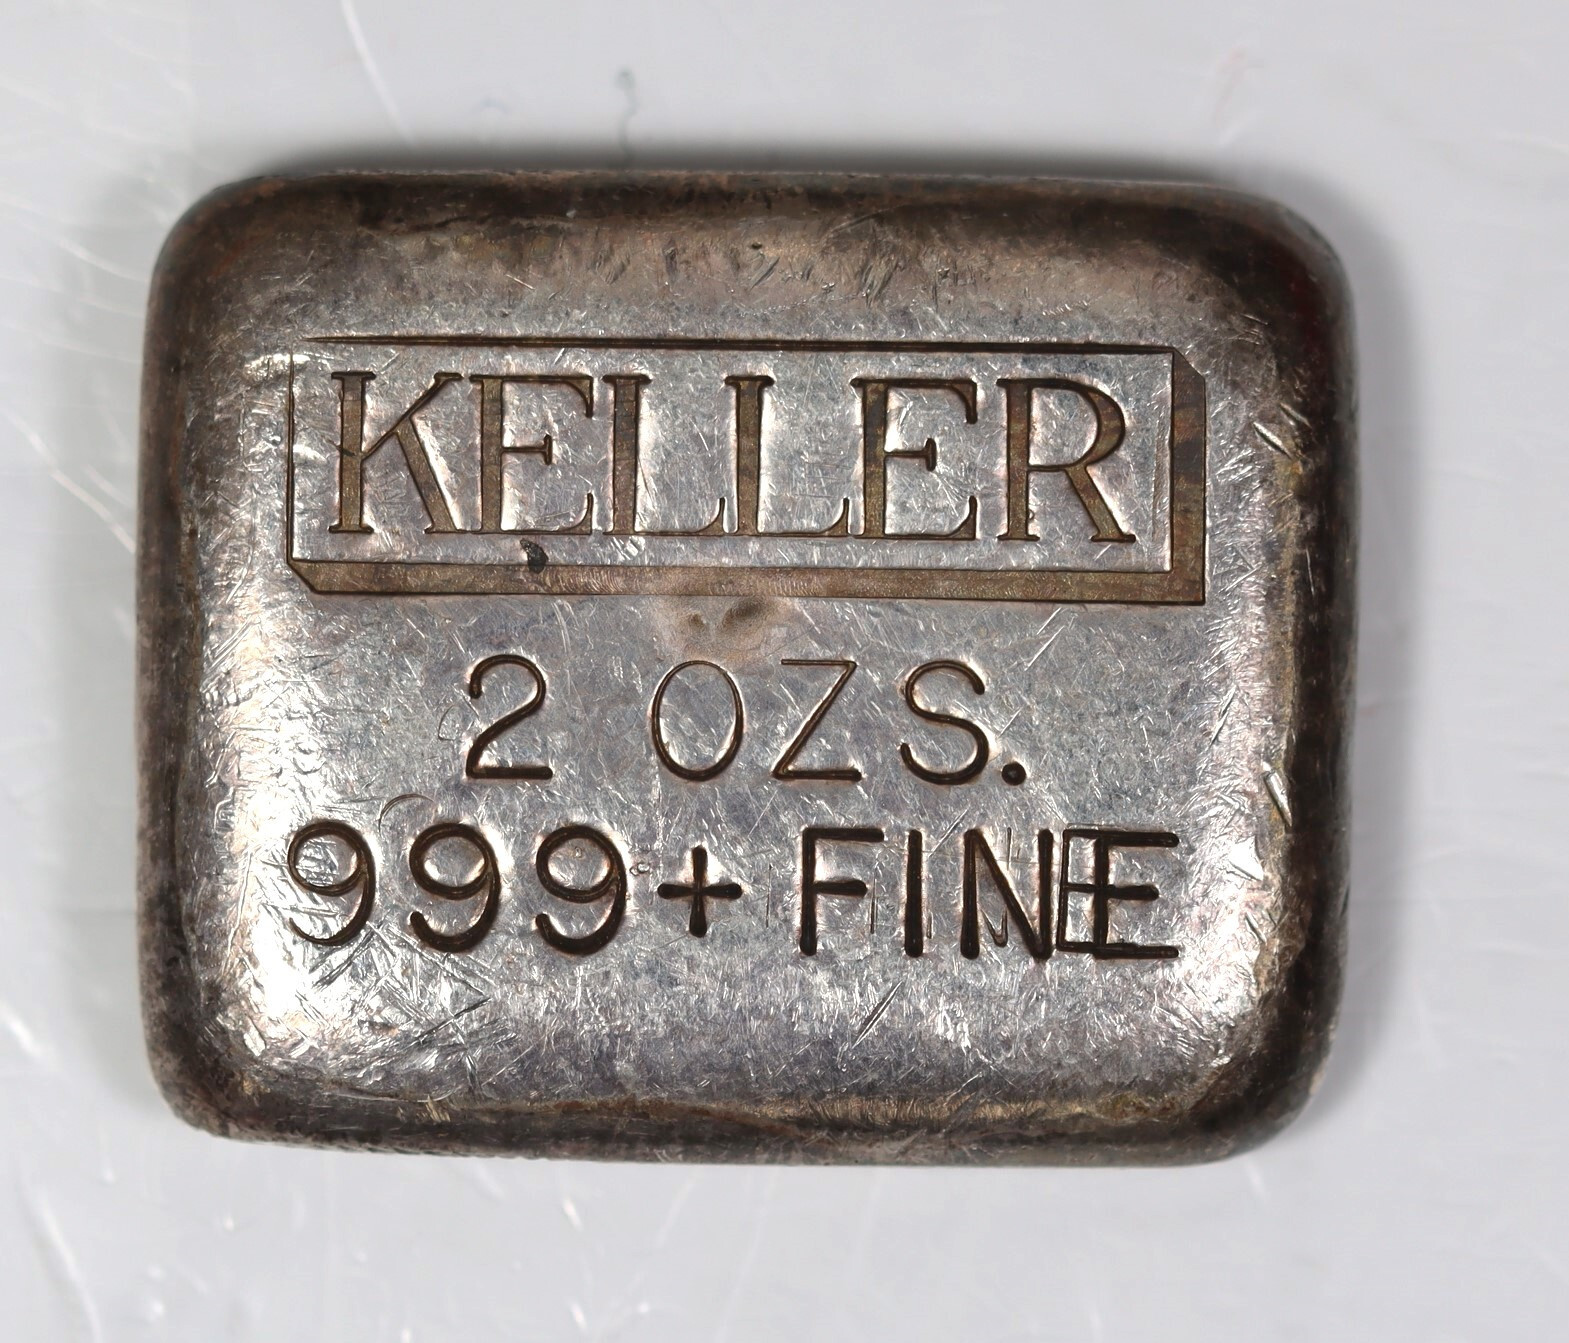 KELLER
2 OZS.
999+ FINE